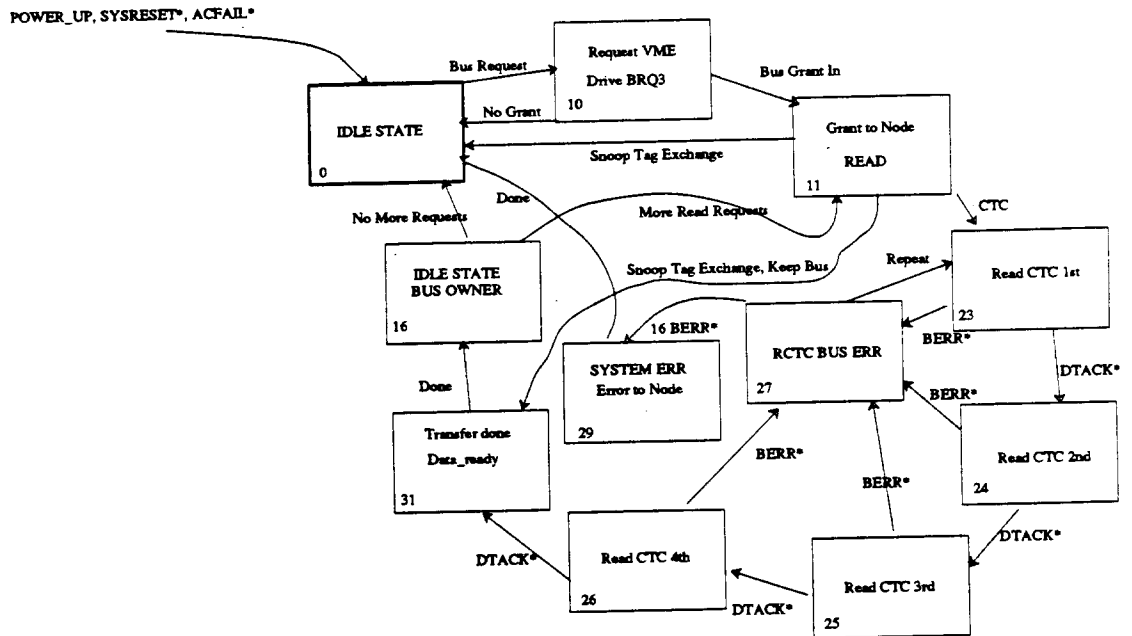 POWER_UP, SYSRESET*, ACFAIL*
Bus Request
Request VME
Drive BRQ3
10
Bus Grant In
No Grant
IDLE STATE
0
Grant to Node
READ
11
Snoop Tag Exchange
Done
No More Requests
More Read Requests
CTC
IDLE STATE
BUS OWNER
16
Snoop Tag Exchange, Keep Bus
Repeat
Read CTC 1st
23
16 BERR*
RCTC BUS ERR
27
BERR*
SYSTEM ERR
Error to Node
29
DTACK*
Done
BERR*
Transfer done
Data_ready
31
Read CTC 2nd
24
BERR*
BERR*
DTACK*
DTACK*
Read CTC 4th
26
Read CTC 3rd
25
DTACK*